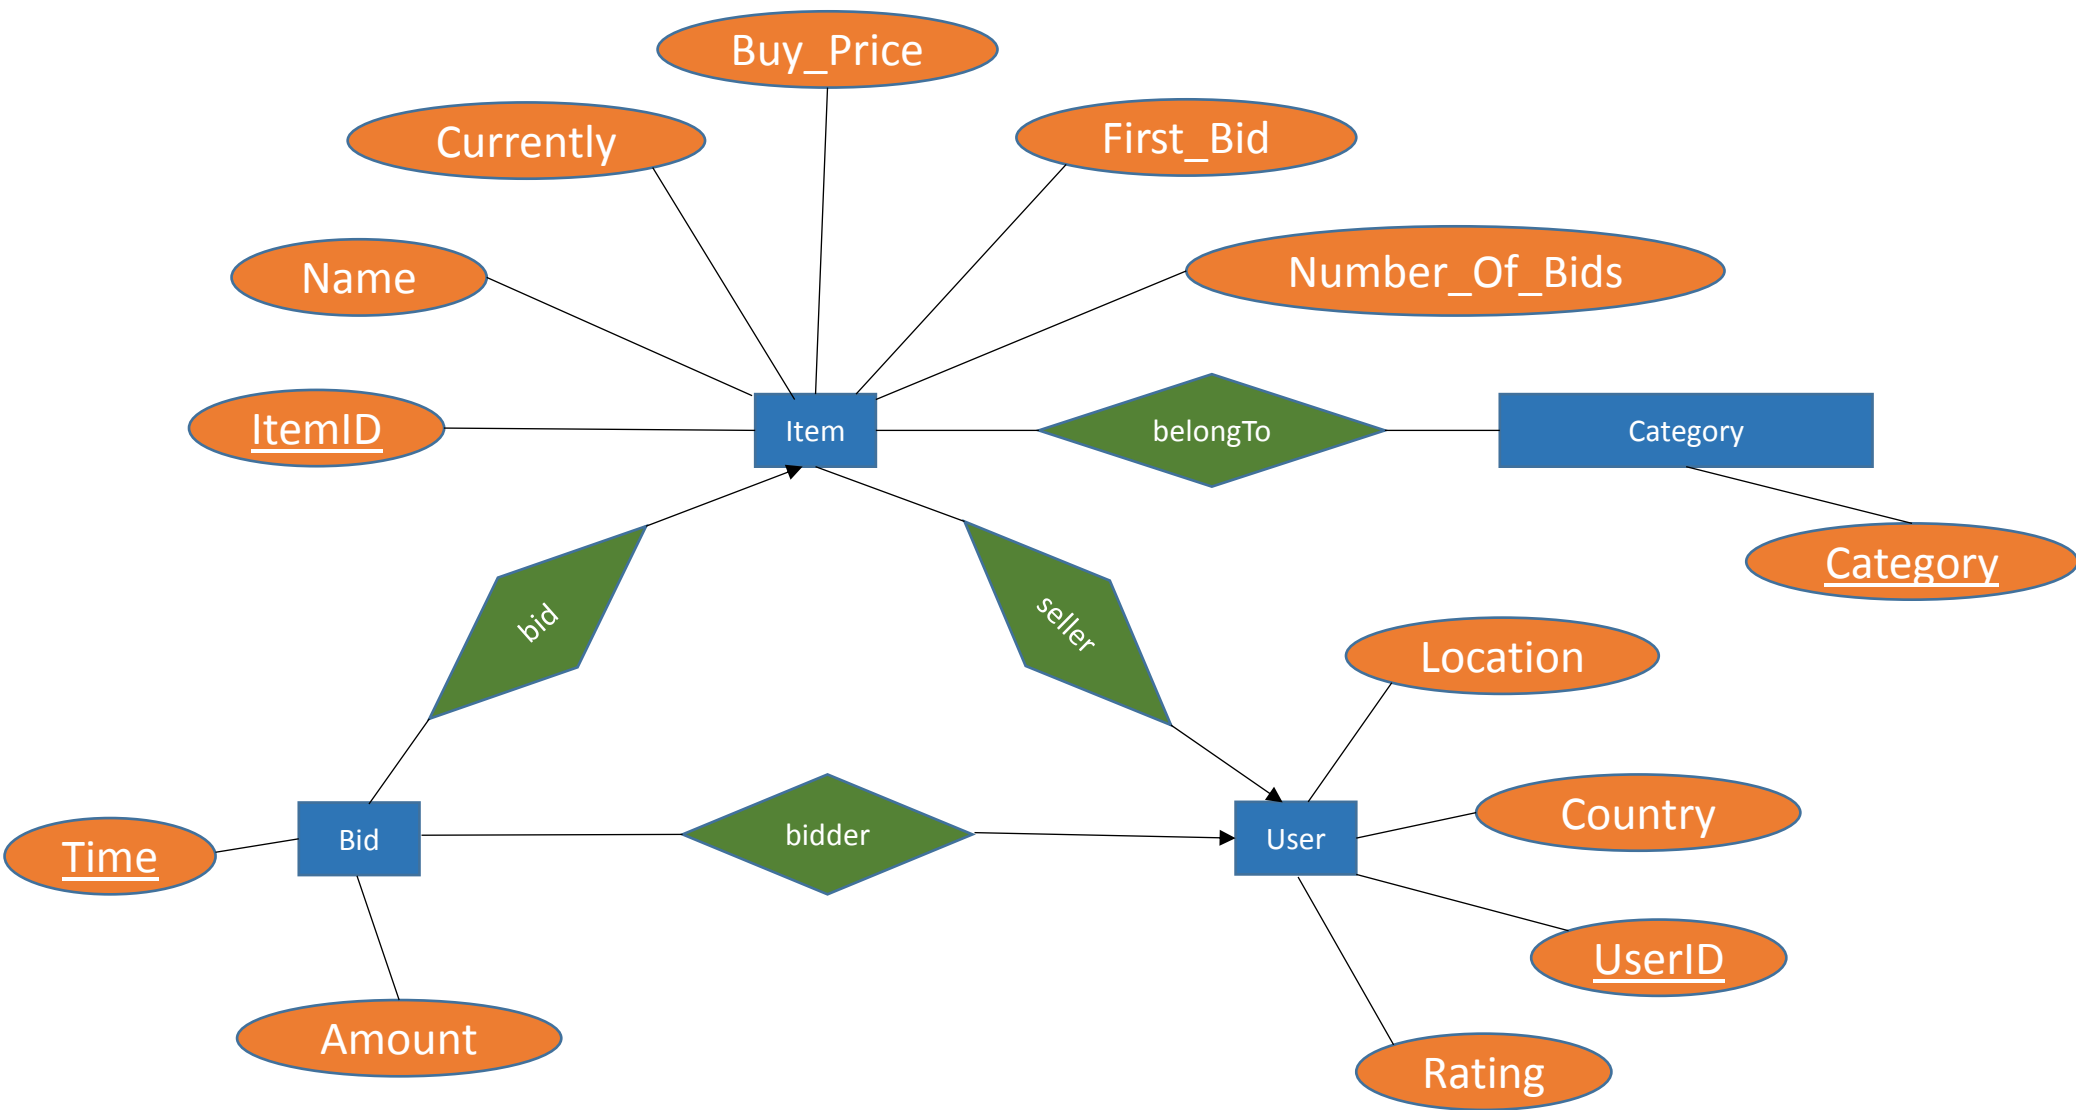 Buy_Price
Currently
First_Bid
Name
Number_Of_Bids
ItemID
Item
belongTo
Category
Category
bid
seller
Location
Time
Bid
bidder
User
Country
UserID
Amount
Rating